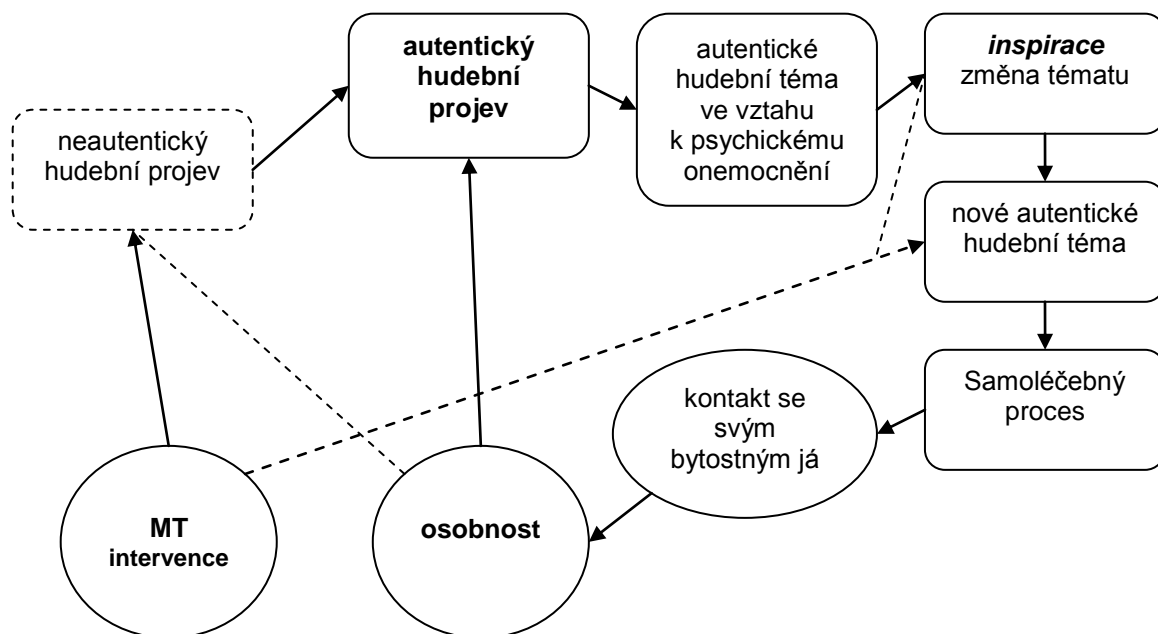 neautentický
hudební projev
autentický
hudební
projev
autentické
hudební téma
ve vztahu
k psychickému
onemocnění
inspirace
změna tématu
nové autentické
hudební téma
Samoléčebný
proces
kontakt se
svým
bytostným já
osobnost
MT
intervence